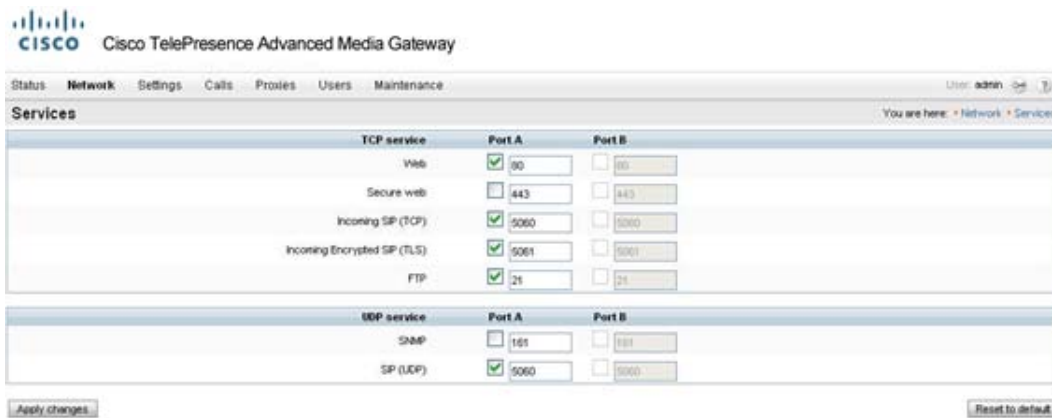 CISCO Cisco TelePresence Advanced Media Gateway
Status Network Settings Calls Proxies Users Maintenance User: admin
Services You are here: Network Services
TCP service Port A Port B
Web 80 80
Secure web 443 443
Incoming SIP (TCP) 5060 5060
Incoming Encrypted SIP (TLS) 5061 5061
FTP 21 21
UDP service Port A Port B
SNMP 161 161
SIP (UDP) 5060 5060
Apply changes Reset to default